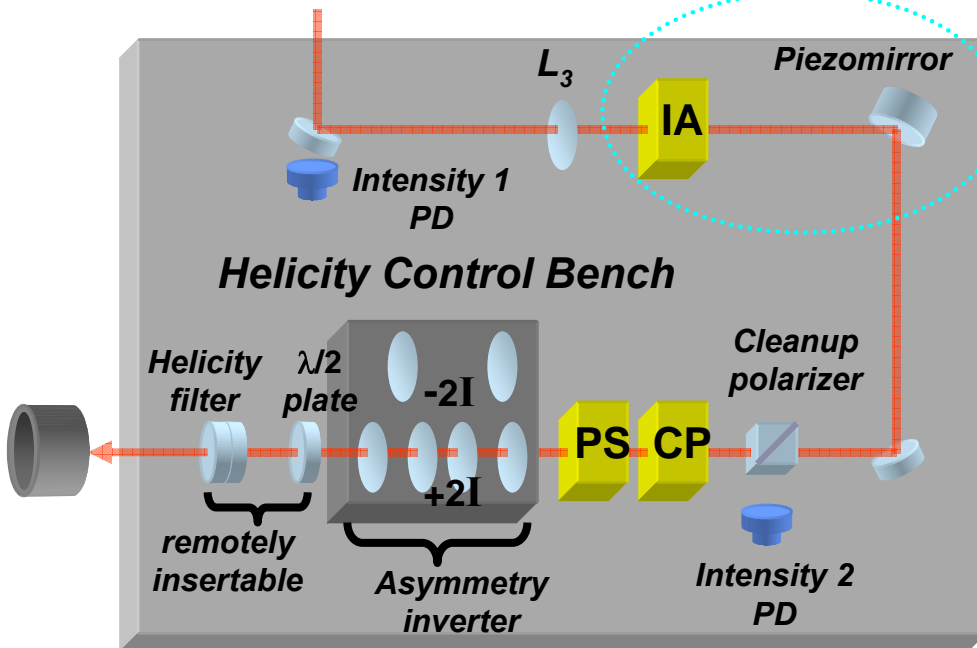 L3
Piezomirror
IA
Intensity 1
PD
Helicity Control Bench
Cleanup
polarizer
Helicity
filter
λ/2
plate
-2I
PS
CP
+2I
remotely
insertable
Asymmetry
inverter
Intensity 2
PD